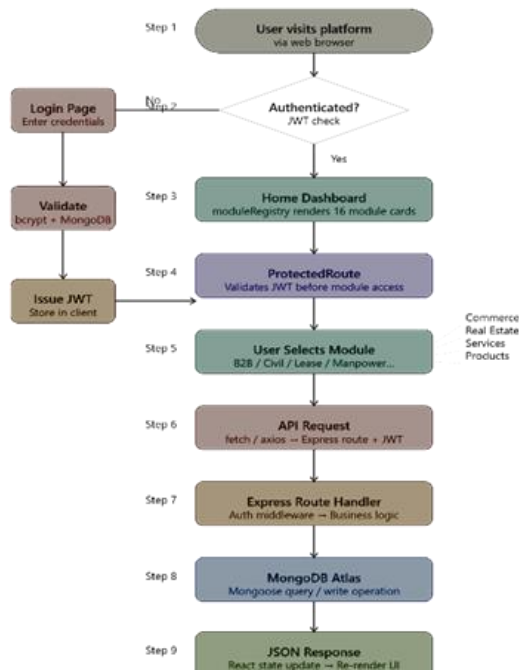 Step 1
User visits platform
via web browser
No
Step 2
Authenticated?
JWT check
Login Page
Enter credentials
Yes
Step 3
Home Dashboard
moduleRegistry renders 16 module cards
Validate
bcrypt + MongoDB
Step 4
ProtectedRoute
Validates JWT before module access
Issue JWT
Store in client
Step 5
User Selects Module
B2B / Civil / Lease / Manpower...
Commerce
Real Estate
Services
Products
Step 6
API Request
fetch / axios → Express route + JWT
Step 7
Express Route Handler
Auth middleware → Business logic
Step 8
MongoDB Atlas
Mongoose query / write operation
Step 9
JSON Response
React state update → Re-render UI